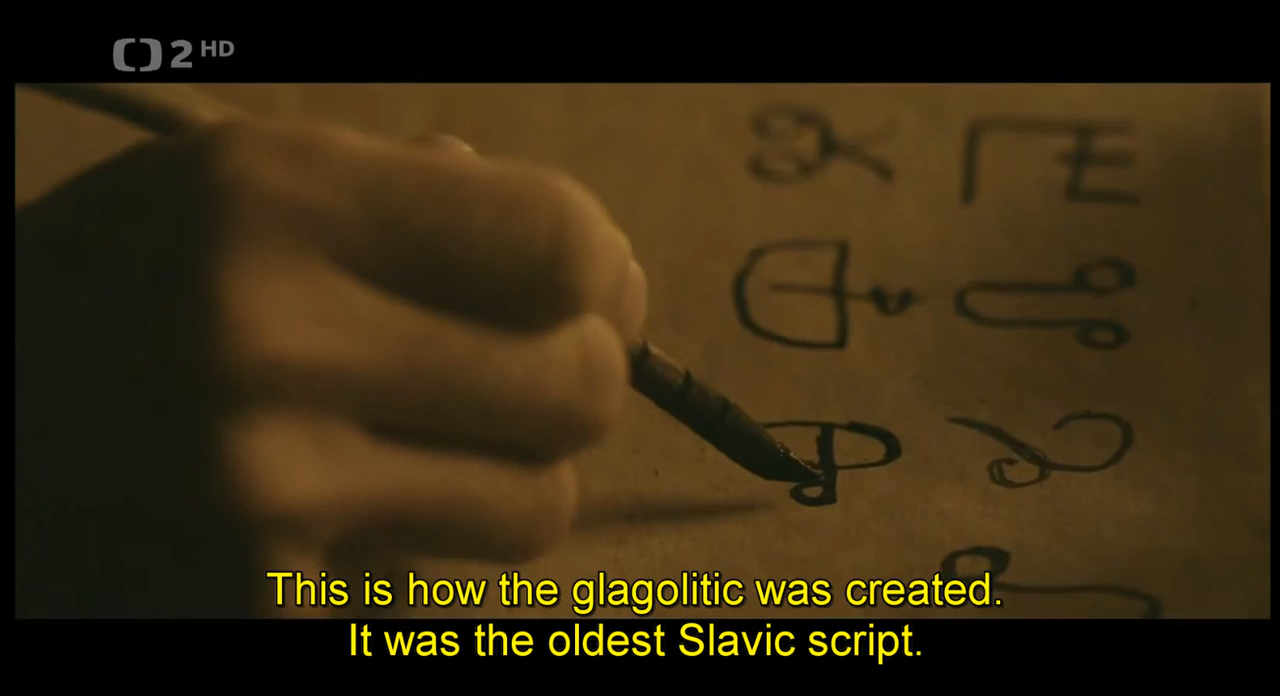 2 HD
This is how the glagolitic was created.
It was the oldest Slavic script.